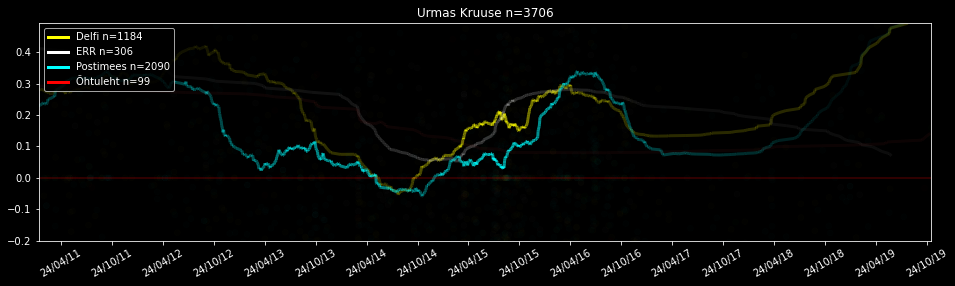 Urmas Kruuse n=3706
Delfi n=1184
ERR n=306
Postimees n=2090
Õhtuleht n=99
0.4
0.3
0.2
0.1
0.0
−0.1
−0.2
24/04/11 24/10/11 24/04/12 24/10/12 24/04/13 24/10/13 24/04/14 24/10/14 24/04/15 24/10/15 24/04/16 24/10/16 24/04/17 24/10/17 24/04/18 24/10/18 24/04/19 24/10/19